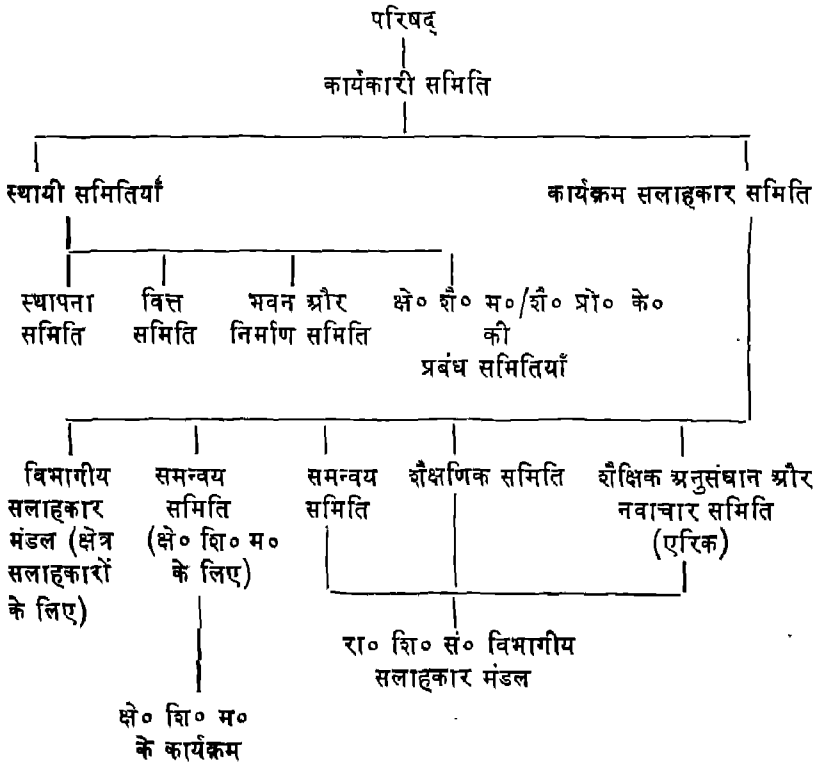 परिषद्
कार्यकारी समिति
स्थायी समितियाँ
कार्यक्रम सलाहकार समिति
स्थापना
समिति
वित्त
समिति
भवन और
निर्माण समिति
क्षे० शै० म०/शै० प्रो० के०
की
प्रबंध समितियाँ
विभागीय
सलाहकार
मंडल (क्षेत्र
सलाहकारों
के लिए)
समन्वय
समिति
(क्षे० शि० म०
के लिए)
समन्वय
समिति
शैक्षणिक समिति
शैक्षिक अनुसंधान और
नवाचार समिति
(एरिक)
रा० शि० सं० विभागीय
सलाहकार मंडल
क्षे० शि० म०
के कार्यक्रम